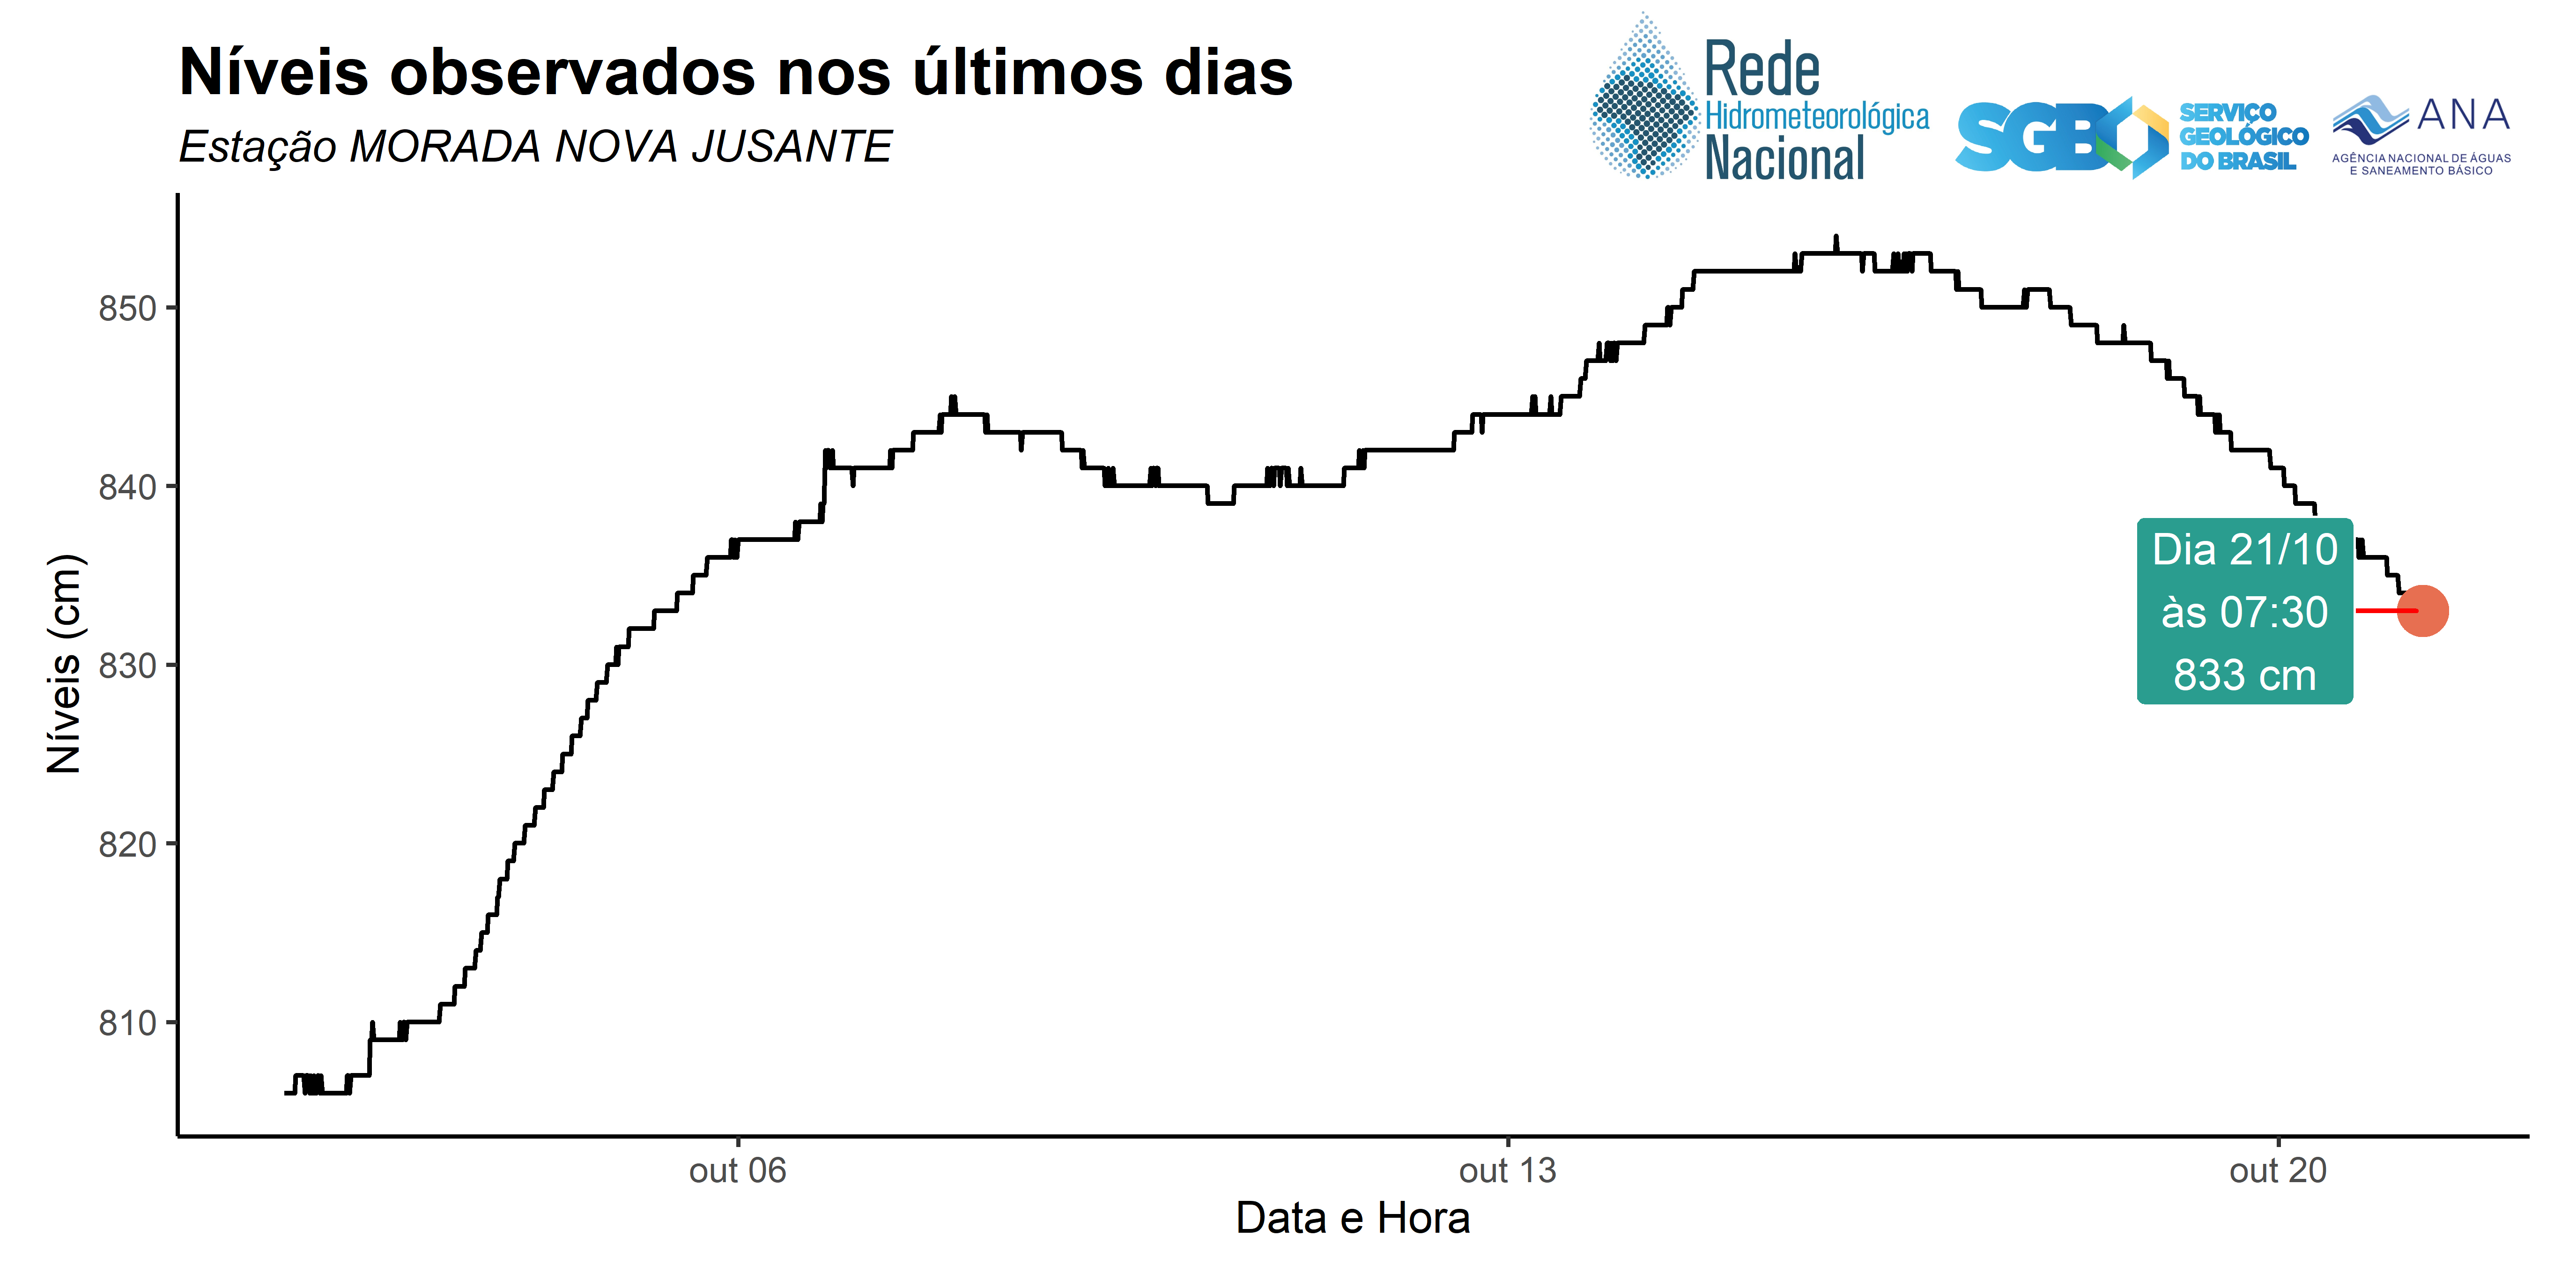 Níveis observados nos últimos dias
Estação MORADA NOVA JUSANTE
Rede
Hidrometeorológica
Nacional
SGB
SERVIÇO
GEOLÓGICO
DO BRASIL
ANA
AGÊNCIA NACIONAL DE ÁGUAS
E SANEAMENTO BÁSICO
Níveis (cm)
850
840
830
820
810
Dia 21/10
às 07:30
833 cm
out 06
out 13
out 20
Data e Hora